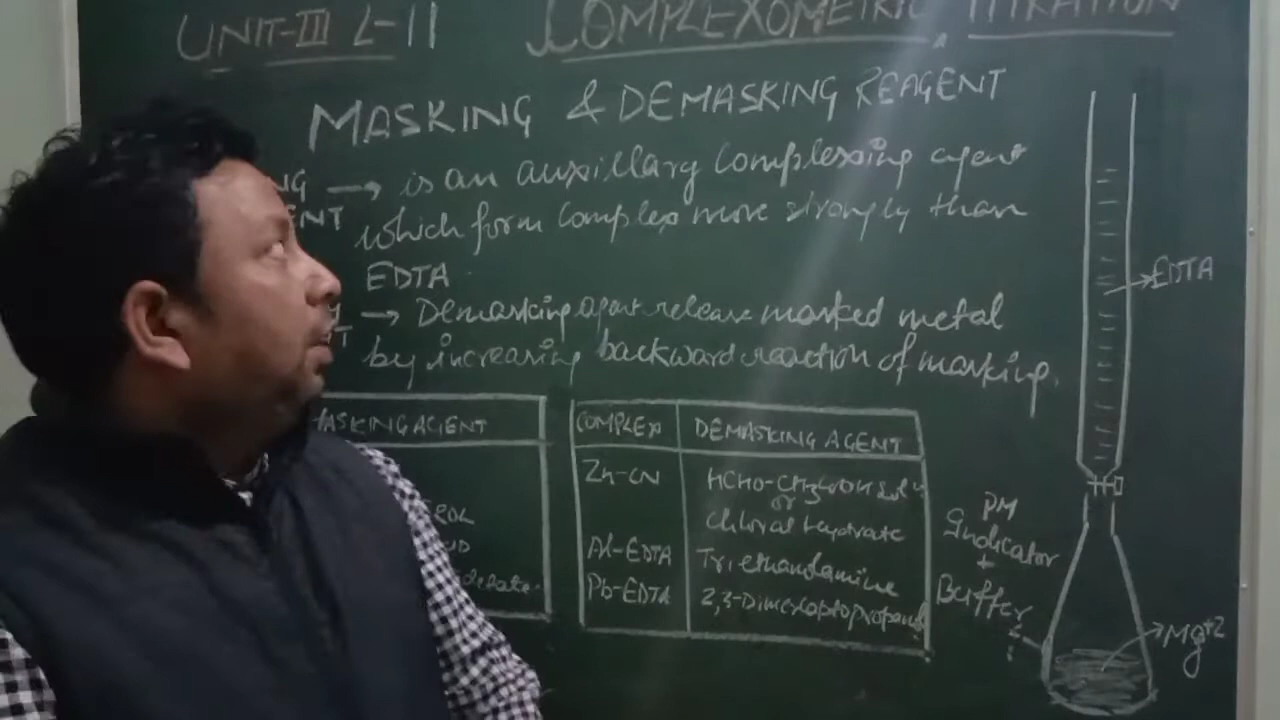 UNIT-III L-11
COMPLEXOMETRIC TITRATION
MASKING & DEMASKING REAGENT
NG → is an auxillary complexing agent
ENT which form complex more strongly than
EDTA
→ Demasking agent release masked metal
by increasing backward reaction of masking.
MASKING AGENT
COMPLEX DEMASKING AGENT
Zn-CN HCHO-CH3COOH Soln
or
Chloral hydrate
Al-EDTA Triethanolamine
Pb-EDTA 2,3-Dimercaptopropanol
EDTA
PM
Indicator
+
Buffer
Mg+2